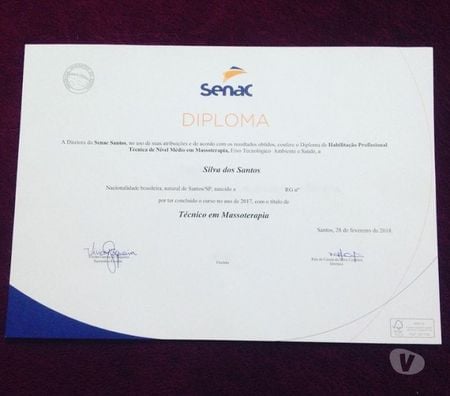 Senac
DIPLOMA
A Diretora do Senac Santos, no uso de suas atribuições e de acordo com os resultados obtidos, confere o Diploma de Habilitação Profissional
Técnica de Nível Médio em Massoterapia, Eixo Tecnológico Ambiente e Saúde, a
Silva dos Santos
Nacionalidade brasileira, natural de Santos/SP, nascido a RG nº
por ter concluído o curso no ano de 2017, com o título de
Técnico em Massoterapia
Santos, 28 de fevereiro de 2018.